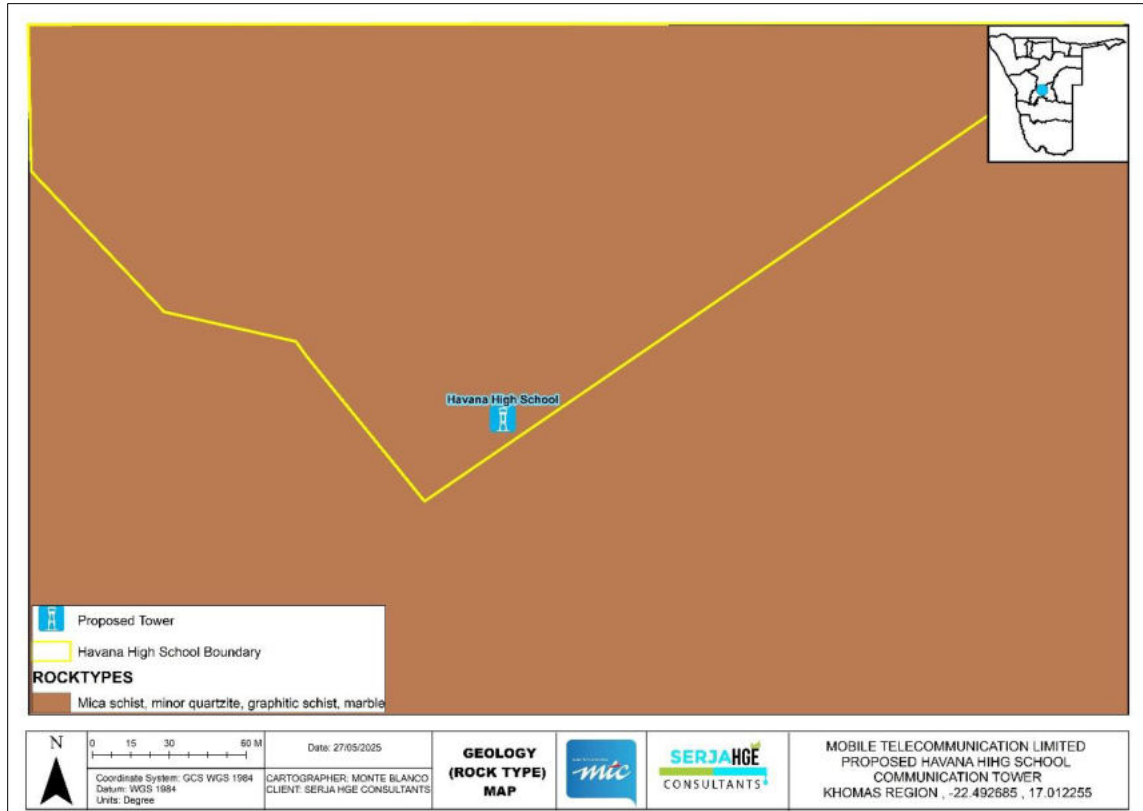 Havana High School
Proposed Tower
Havana High School Boundary
ROCKTYPES
Mica schist, minor quartzite, graphitic schist, marble
N
0 15 30 60 M
Coordinate System: GCS WGS 1984
Datum: WGS 1984
Units: Degree
Date: 27/05/2025
CARTOGRAPHER: MONTE BLANCO
CLIENT: SERJA HGE CONSULTANTS
GEOLOGY
(ROCK TYPE)
MAP
mtc
SERJA HGE
CONSULTANTS
MOBILE TELECOMMUNICATION LIMITED
PROPOSED HAVANA HIHG SCHOOL
COMMUNICATION TOWER
KHOMAS REGION , -22.492685 , 17.012255